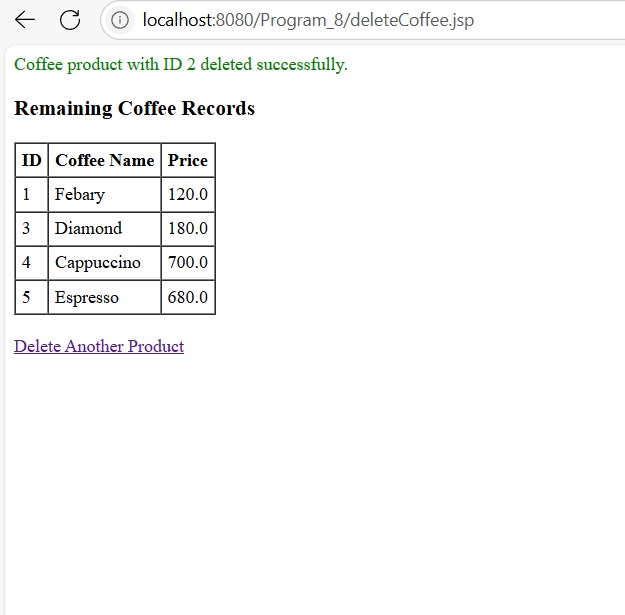 localhost:8080/Program_8/deleteCoffee.jsp
Coffee product with ID 2 deleted successfully.
Remaining Coffee Records
ID Coffee Name Price
1 Febary 120.0
3 Diamond 180.0
4 Cappuccino 700.0
5 Espresso 680.0
Delete Another Product